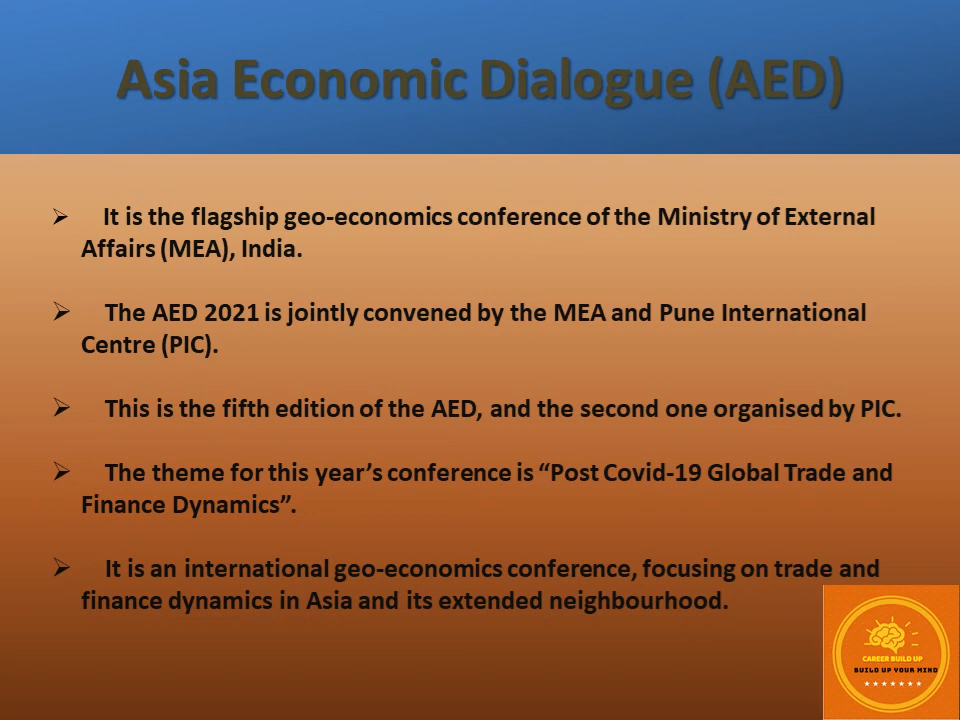 Asia Economic Dialogue (AED)
➢ It is the flagship geo-economics conference of the Ministry of External
Affairs (MEA), India.
➢ The AED 2021 is jointly convened by the MEA and Pune International
Centre (PIC).
➢ This is the fifth edition of the AED, and the second one organised by PIC.
➢ The theme for this year’s conference is “Post Covid-19 Global Trade and
Finance Dynamics”.
➢ It is an international geo-economics conference, focusing on trade and
finance dynamics in Asia and its extended neighbourhood.
CAREER BUILD UP
BUILD UP YOUR MIND